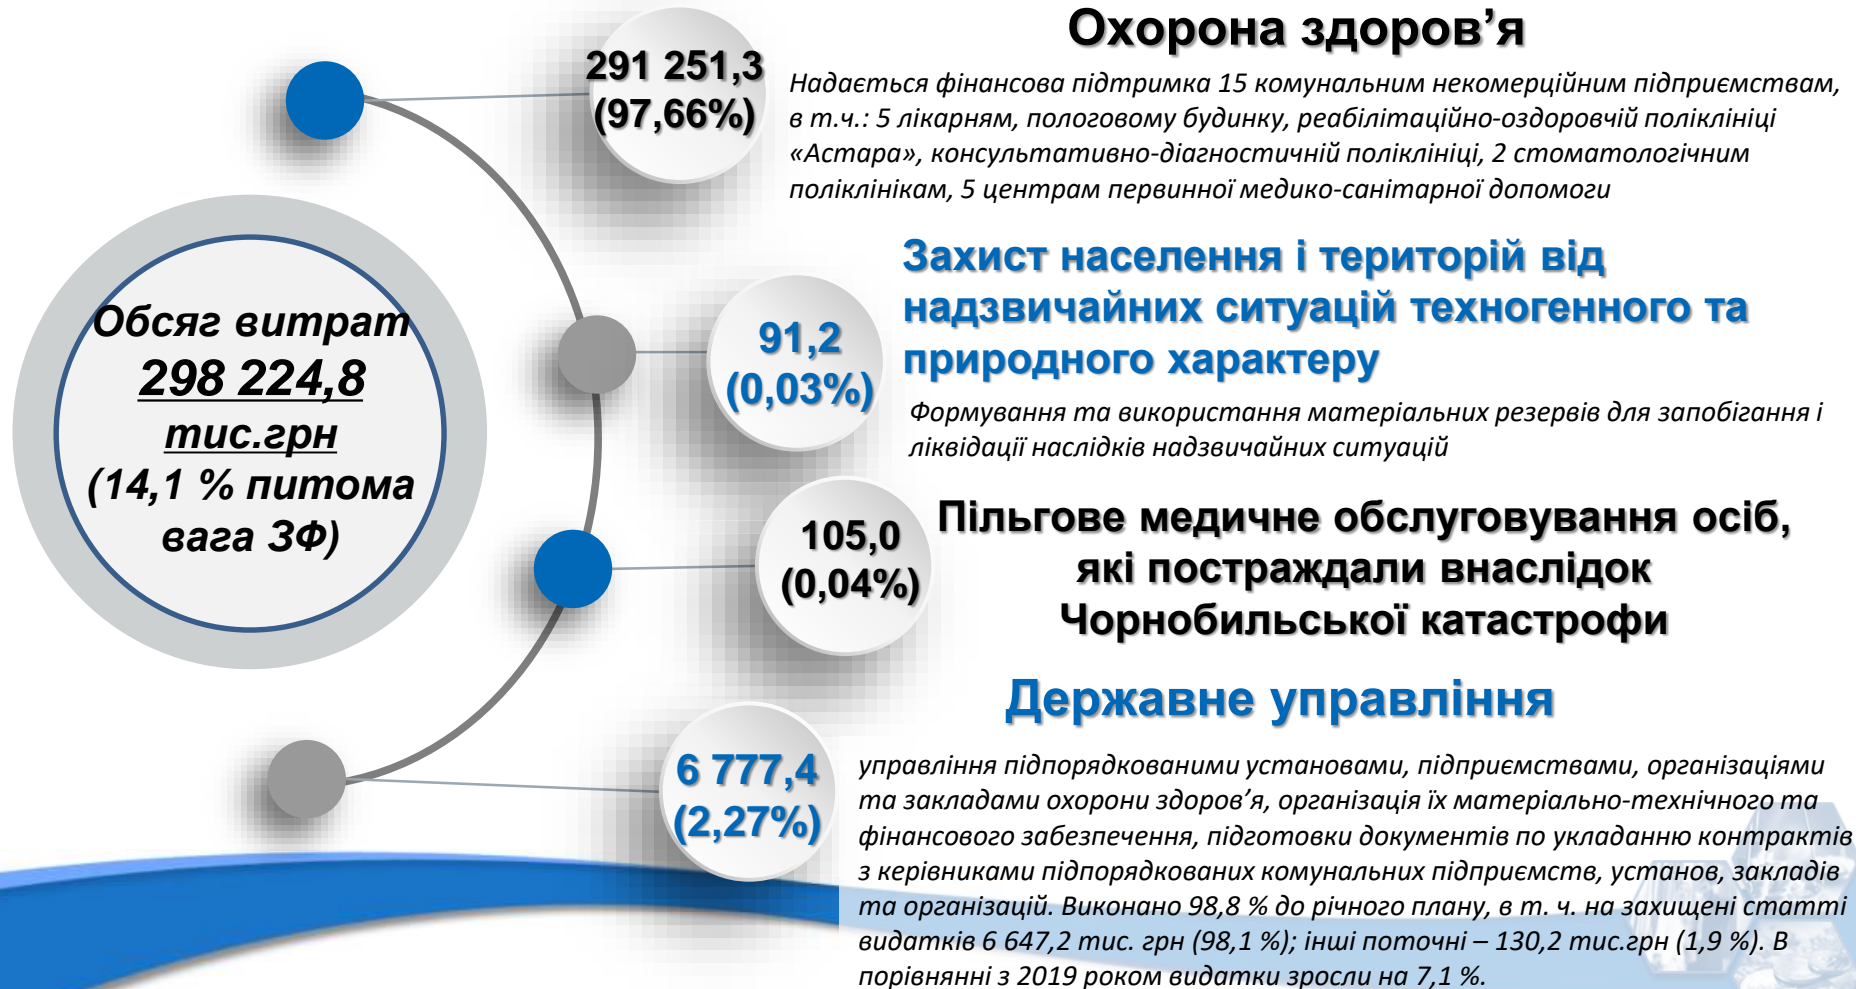 Обсяг витрат
298 224,8
тис.грн
(14,1 % питома
вага ЗФ)
291 251,3
(97,66%)
Охорона здоров’я
Надається фінансова підтримка 15 комунальним некомерційним підприємствам,
в т.ч.: 5 лікарням, пологовому будинку, реабілітаційно-оздоровчій поліклініці
«Астара», консультативно-діагностичній поліклініці, 2 стоматологічним
поліклінікам, 5 центрам первинної медико-санітарної допомоги
91,2
(0,03%)
Захист населення і територій від
надзвичайних ситуацій техногенного та
природного характеру
Формування та використання матеріальних резервів для запобігання і
ліквідації наслідків надзвичайних ситуацій
105,0
(0,04%)
Пільгове медичне обслуговування осіб,
які постраждали внаслідок
Чорнобильської катастрофи
6 777,4
(2,27%)
Державне управління
управління підпорядкованими установами, підприємствами, організаціями
та закладами охорони здоров’я, організація їх матеріально-технічного та
фінансового забезпечення, підготовки документів по укладанню контрактів
з керівниками підпорядкованих комунальних підприємств, установ, закладів
та організацій. Виконано 98,8 % до річного плану, в т. ч. на захищені статті
видатків 6 647,2 тис. грн (98,1 %); інші поточні – 130,2 тис.грн (1,9 %). В
порівнянні з 2019 роком видатки зросли на 7,1 %.